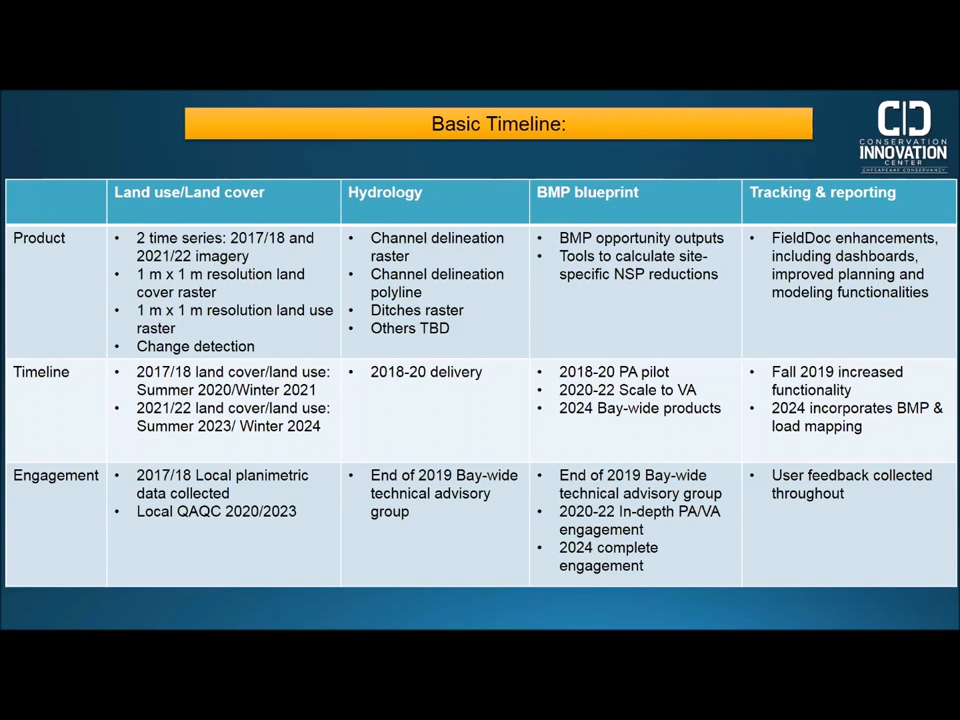 Basic Timeline:
CONSERVATION
INNOVATION
CENTER
CHESAPEAKE CONSERVANCY
Land use/Land cover
Hydrology
BMP blueprint
Tracking & reporting
Product
• 2 time series: 2017/18 and
2021/22 imagery
• 1 m x 1 m resolution land
cover raster
• 1 m x 1 m resolution land use
raster
• Change detection
• Channel delineation
raster
• Channel delineation
polyline
• Ditches raster
• Others TBD
• BMP opportunity outputs
• Tools to calculate site-
specific NSP reductions
• FieldDoc enhancements,
including dashboards,
improved planning and
modeling functionalities
Timeline
• 2017/18 land cover/land use:
Summer 2020/Winter 2021
• 2021/22 land cover/land use:
Summer 2023/ Winter 2024
• 2018-20 delivery
• 2018-20 PA pilot
• 2020-22 Scale to VA
• 2024 Bay-wide products
• Fall 2019 increased
functionality
• 2024 incorporates BMP &
load mapping
Engagement
• 2017/18 Local planimetric
data collected
• Local QAQC 2020/2023
• End of 2019 Bay-wide
technical advisory
group
• End of 2019 Bay-wide
technical advisory group
• 2020-22 In-depth PA/VA
engagement
• 2024 complete
engagement
• User feedback collected
throughout